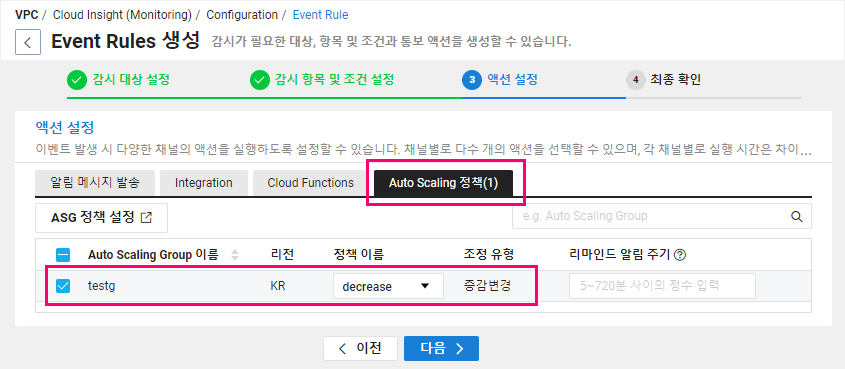 VPC / Cloud Insight (Monitoring) / Configuration / Event Rule
Event Rules 생성 감시가 필요한 대상, 항목 및 조건과 통보 액션을 생성할 수 있습니다.
감시 대상 설정 감시 항목 및 조건 설정 3 액션 설정 4 최종 확인
액션 설정
이벤트 발생 시 다양한 채널의 액션을 실행하도록 설정할 수 있습니다. 채널별로 다수 개의 액션을 선택할 수 있으며, 각 채널별로 실행 시간은 차이...
알림 메시지 발송 Integration Cloud Functions Auto Scaling 정책(1)
ASG 정책 설정 e.g. Auto Scaling Group
Auto Scaling Group 이름 리전 정책 이름 조정 유형 리마인드 알림 주기 ?
testg KR decrease 증감변경 5~720분 사이의 정수 입력
< 이전 다음 >